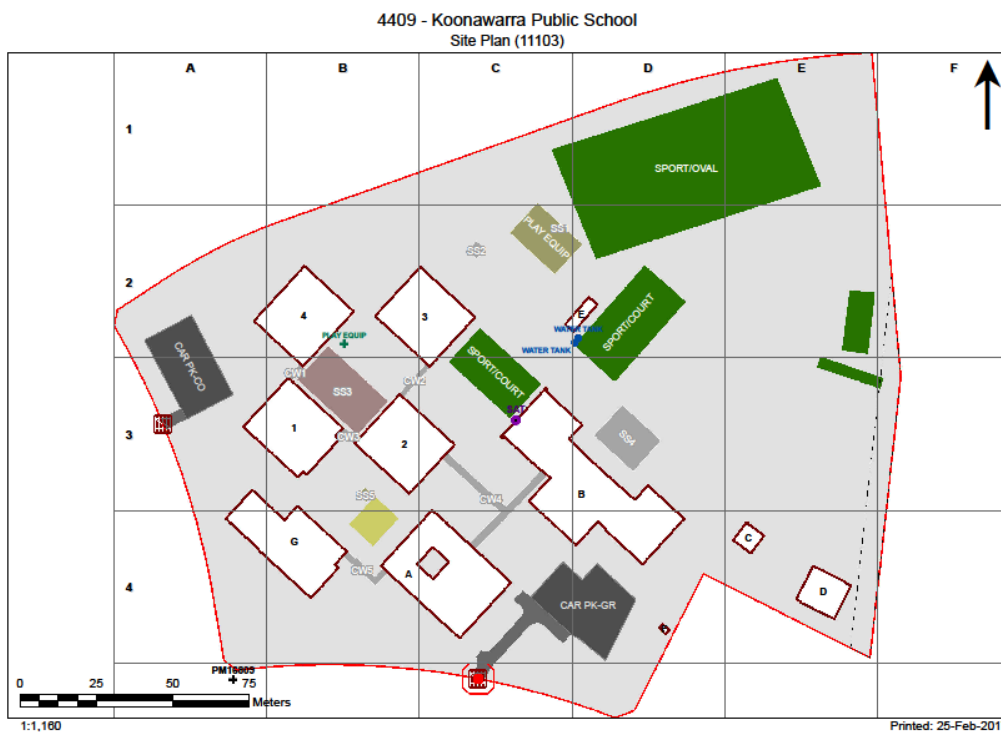 4409 - Koonawarra Public School
Site Plan (11103)
A B C D E F
1
SPORT/OVAL
SS1
PLAY EQUIP
SS2
2
4
3
E
SPORT/COURT
WATER TANK
PLAY EQUIP
WATER TANK
CAR PK-CO
CW1
CW2
SPORT/COURT
SS3
SAT
3
1
CW3
2
SS4
SS5
CW4
B
G
C
CW5
A
4
D
CAR PK-GR
0 25 50 75
Meters
1:1,160
Printed: 25-Feb-201